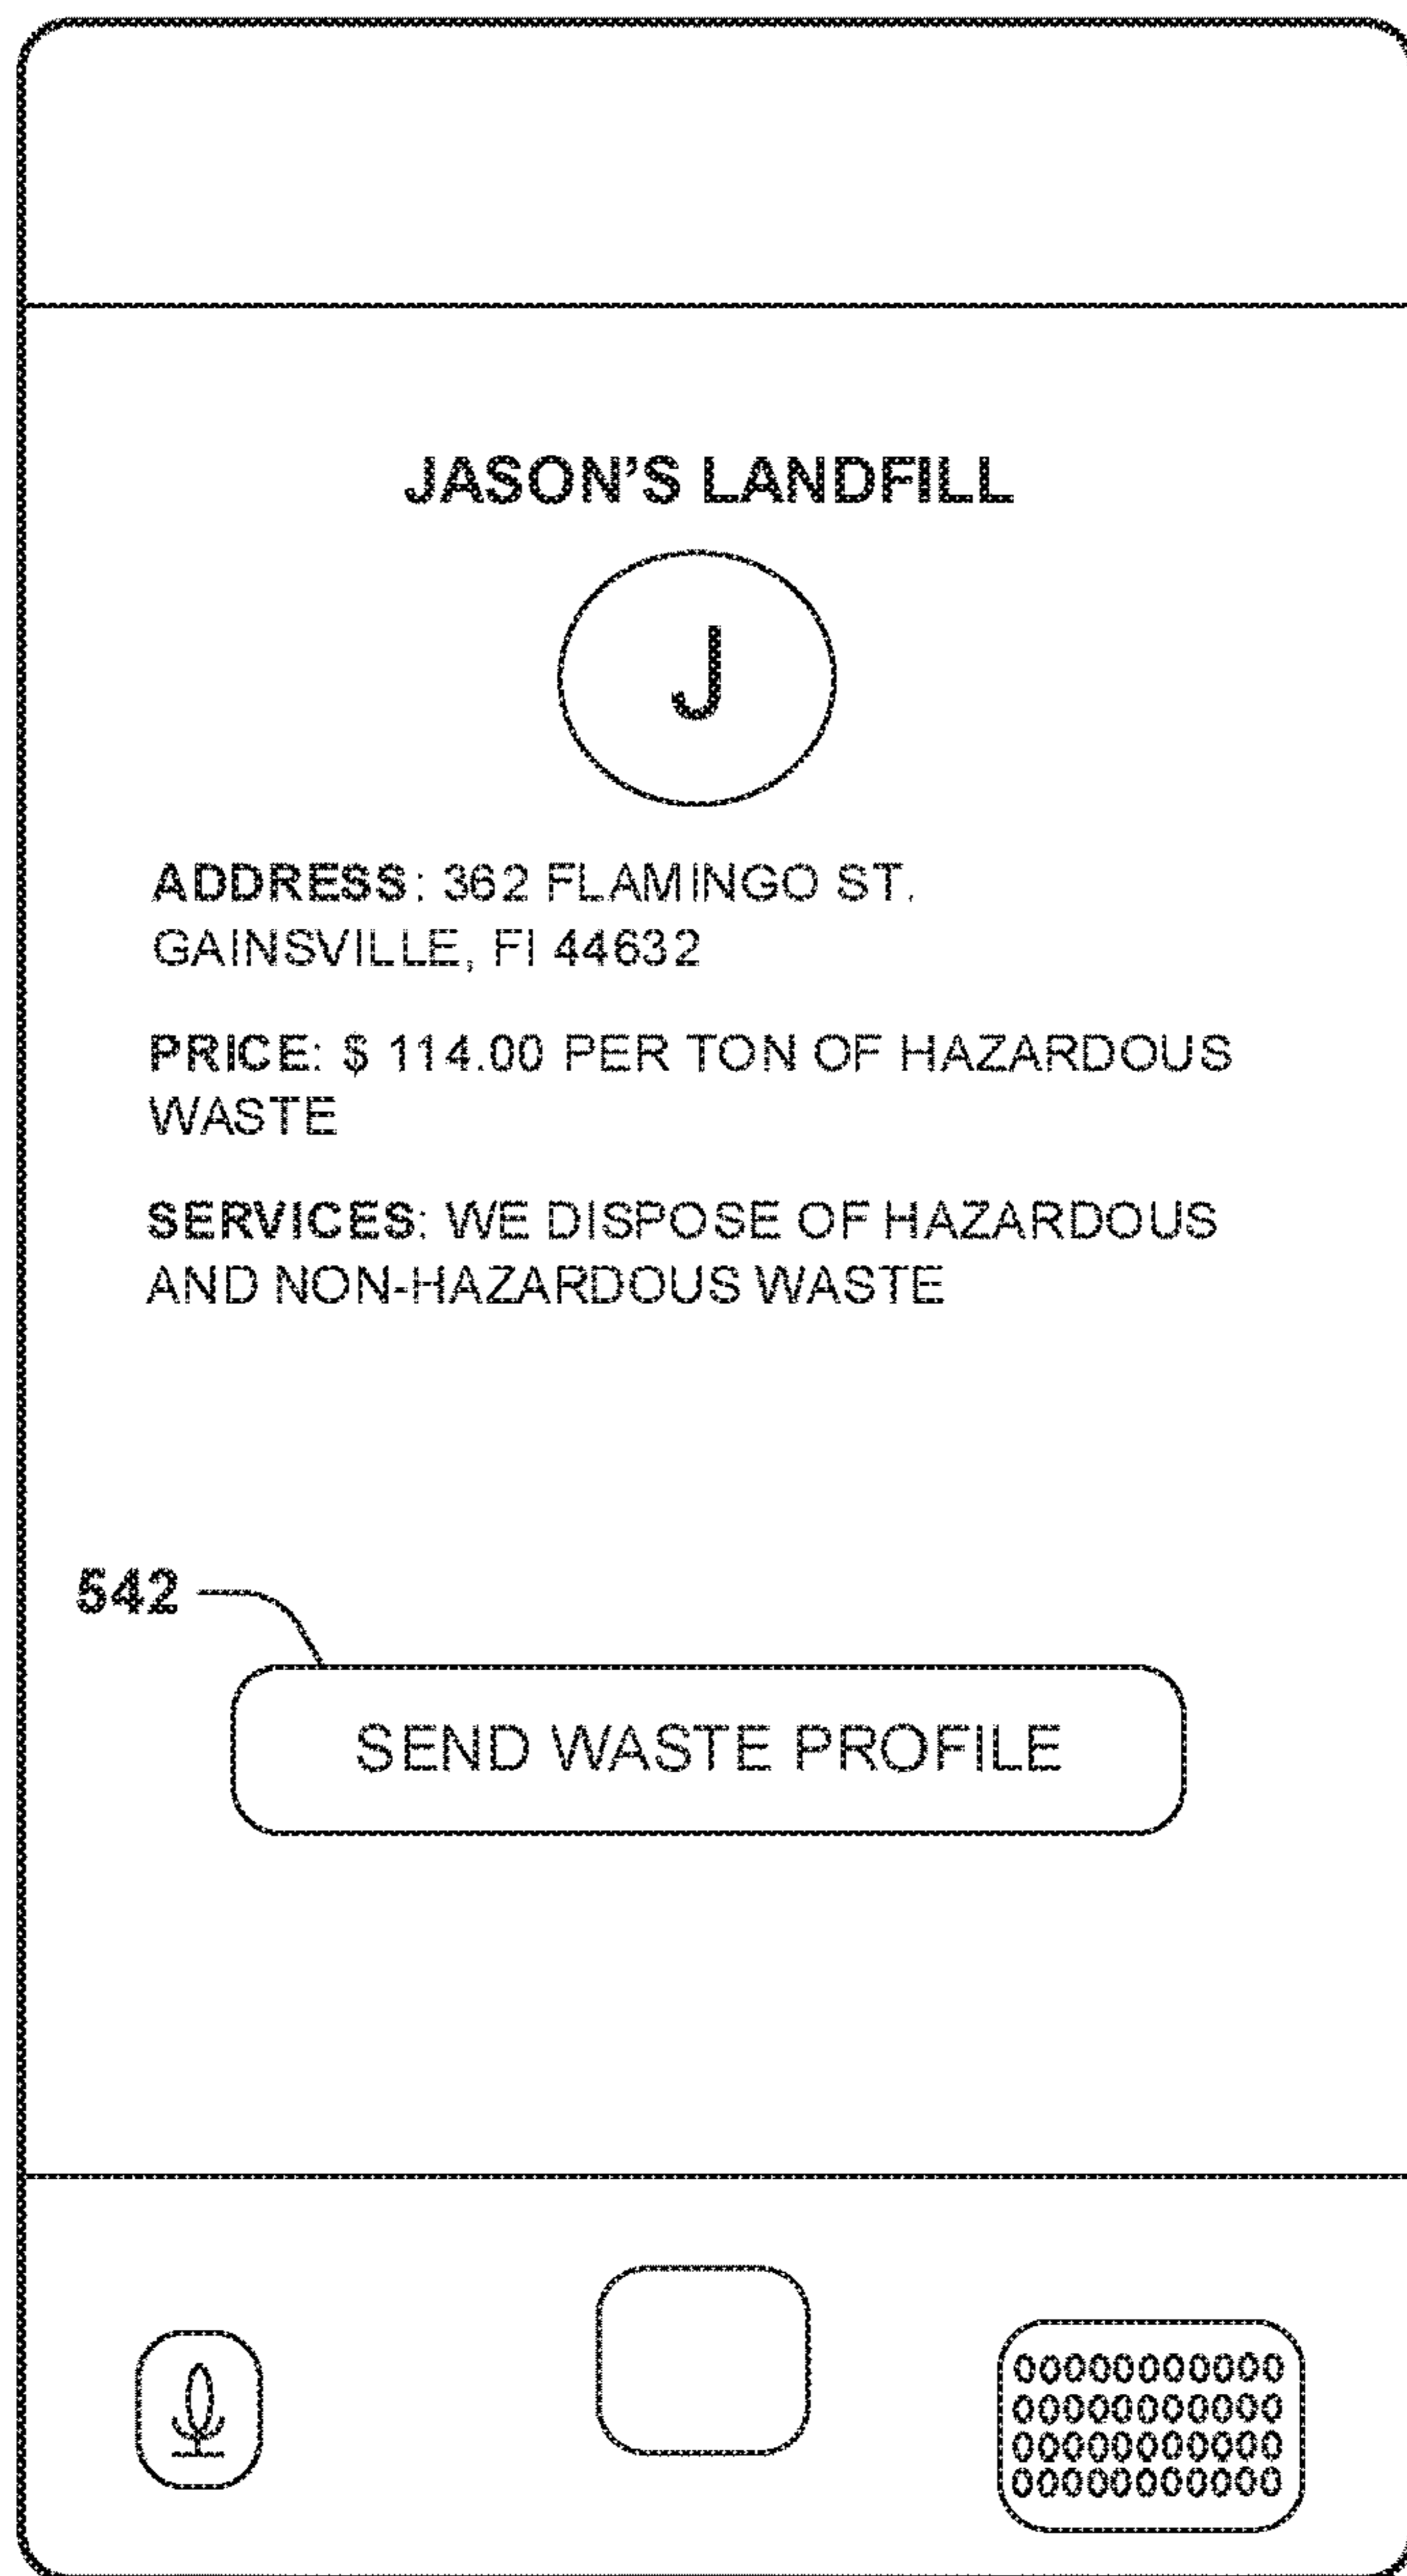 JASON'S LANDFILL
J
ADDRESS: 362 FLAMINGO ST.
GAINSVILLE, Fl 44632
PRICE: $ 114.00 PER TON OF HAZARDOUS
WASTE
SERVICES: WE DISPOSE OF HAZARDOUS
AND NON-HAZARDOUS WASTE
542
SEND WASTE PROFILE